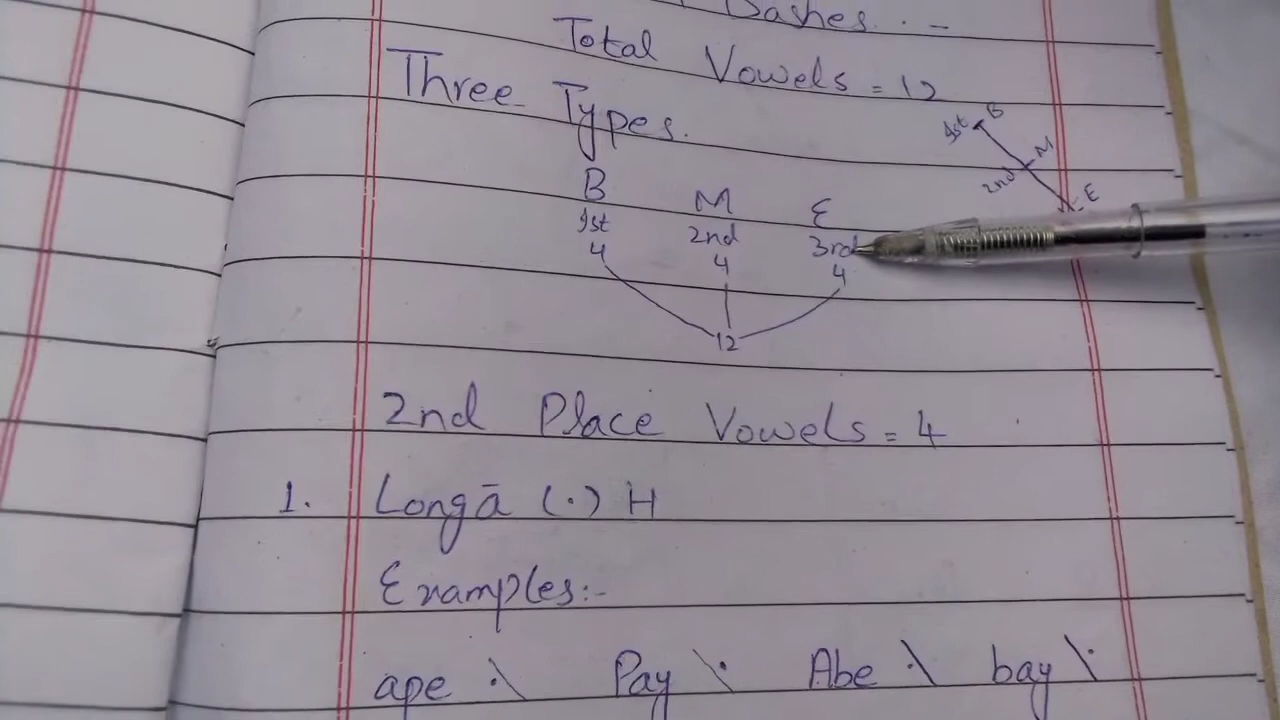 Dashes. . -
Total Vowels = 12
Three Types.
B M E
1st 2nd 3rd
4 4 4
12
1st B
2nd M
E
2nd Place Vowels = 4
1. Long ā (.) H
Examples:-
ape .\ Pay \. Abe .\ bay \.